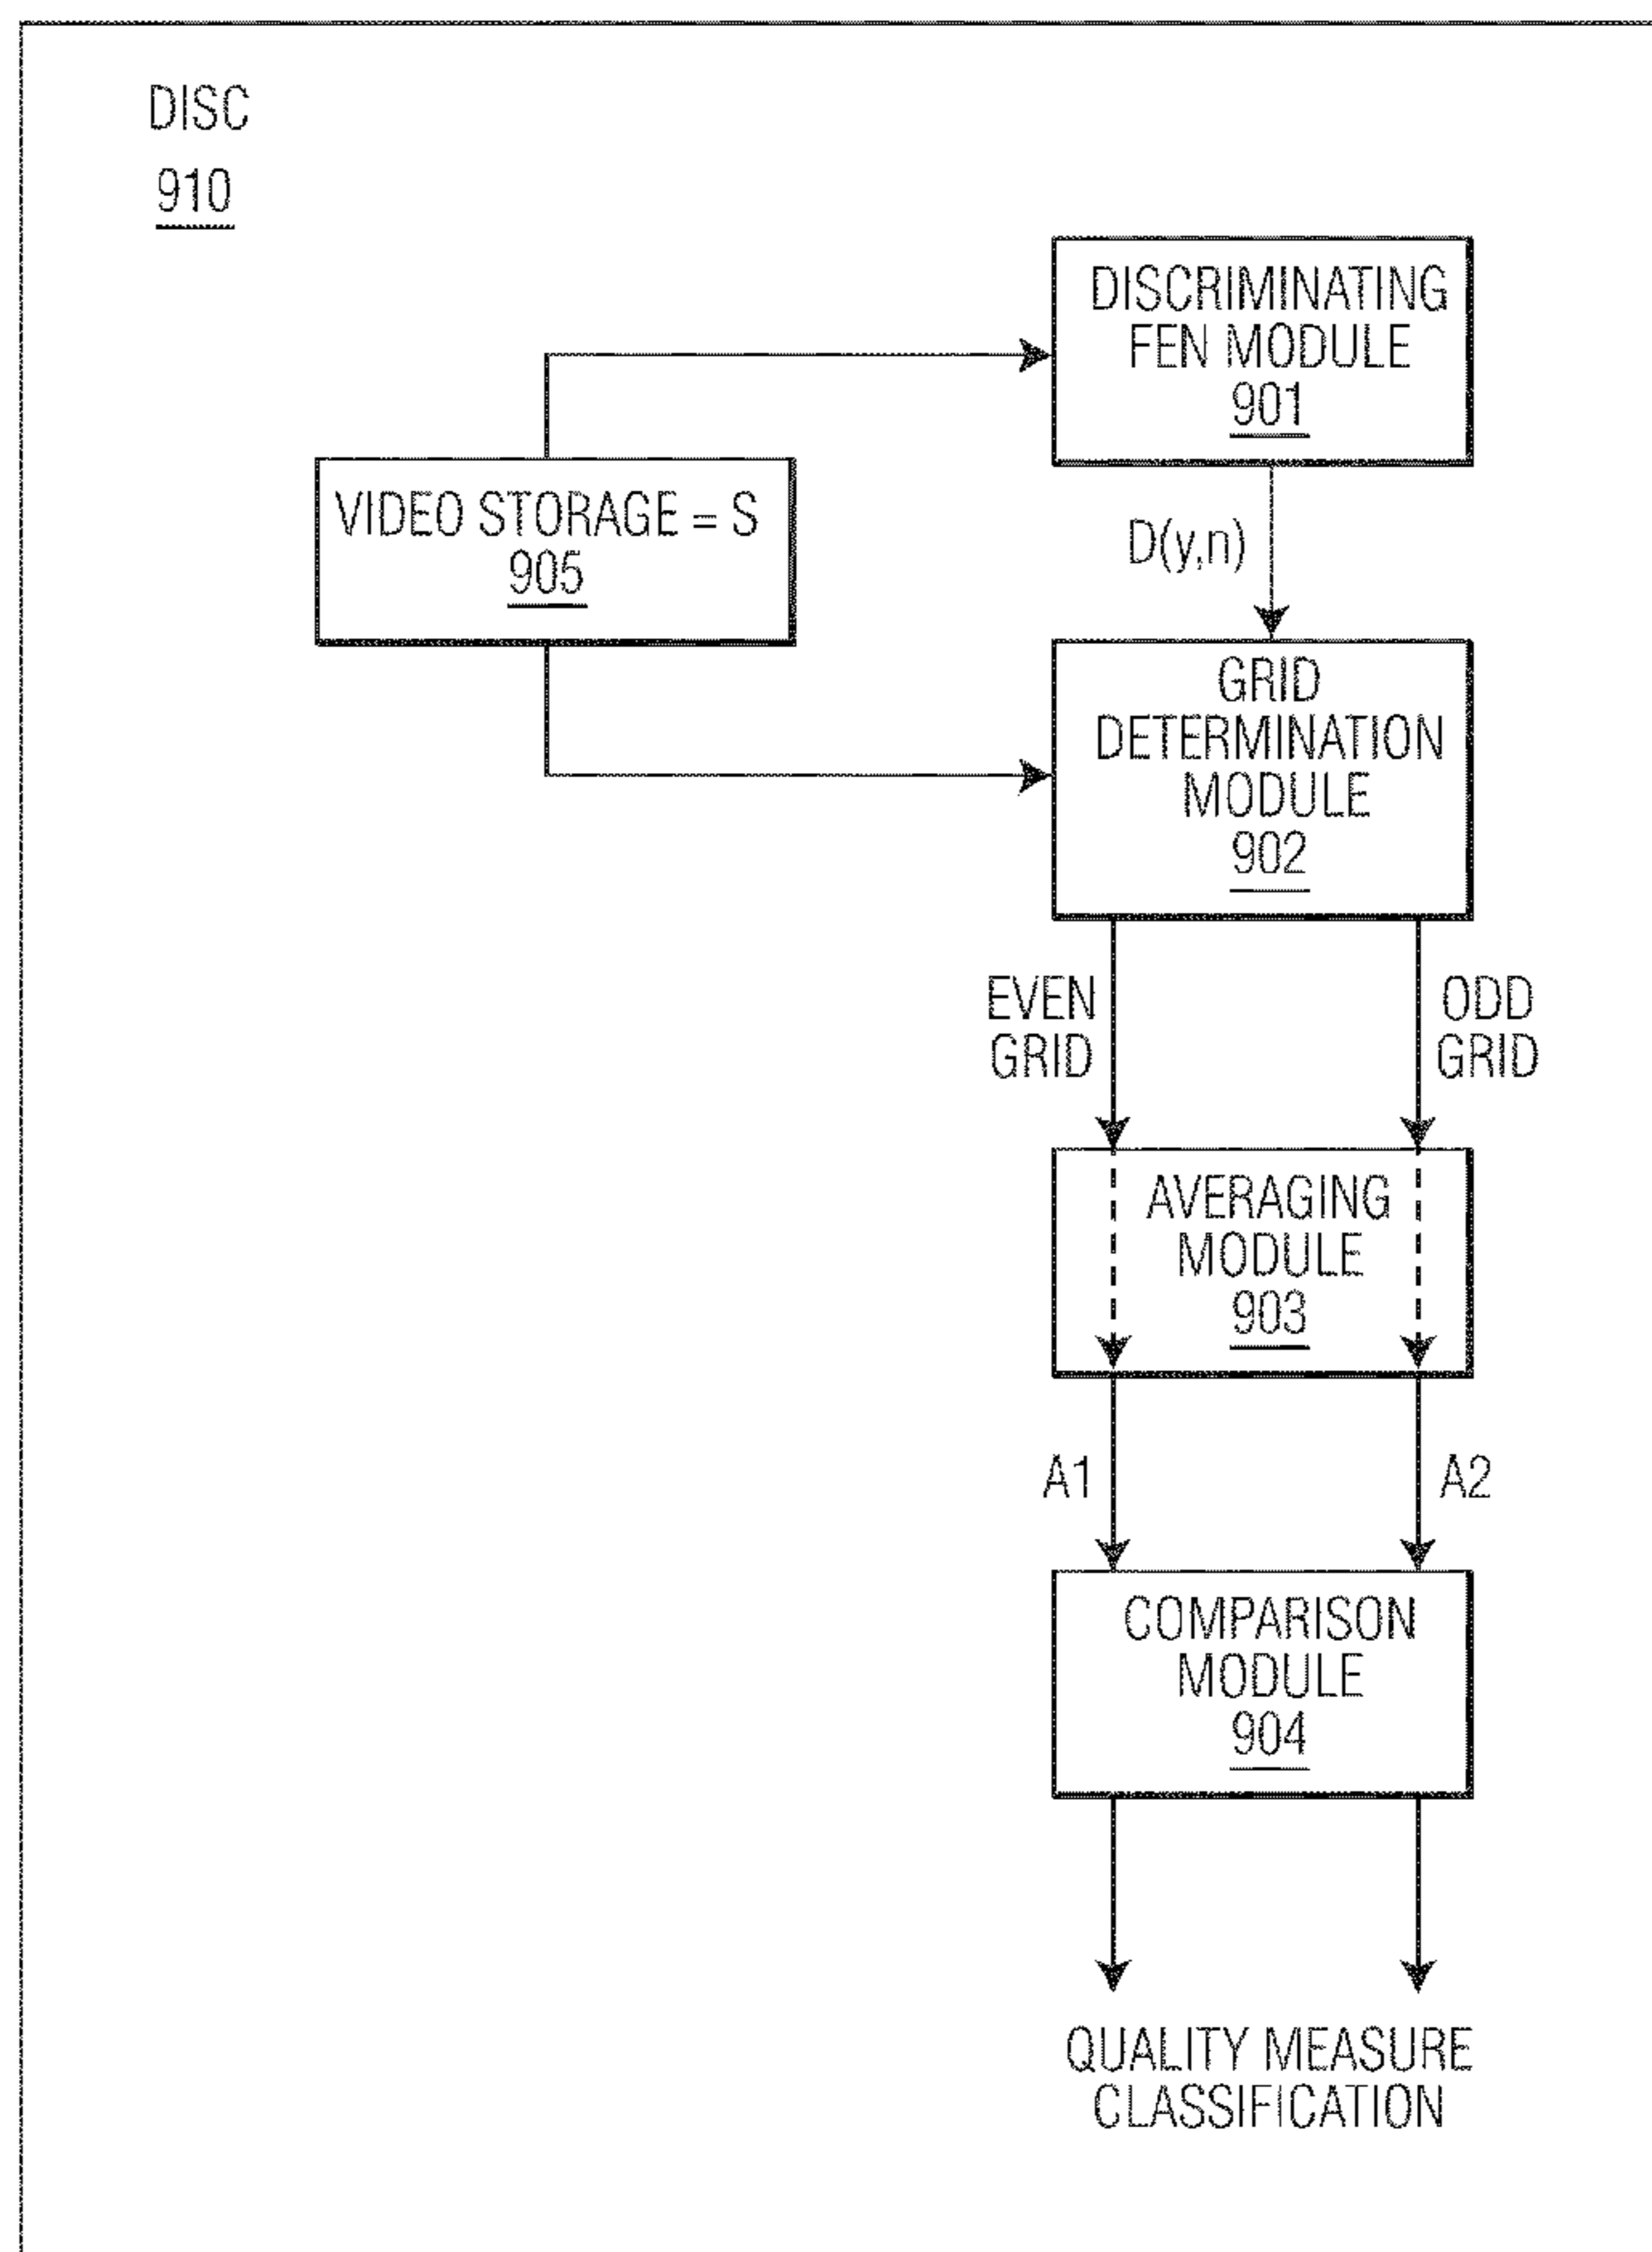 DISC
910
DISCRIMINATING
FEN MODULE
901
VIDEO STORAGE = S
905
D(y,n)
GRID
DETERMINATION
MODULE
902
EVEN
GRID
ODD
GRID
AVERAGING
MODULE
903
A1
A2
COMPARISON
MODULE
904
QUALITY MEASURE
CLASSIFICATION